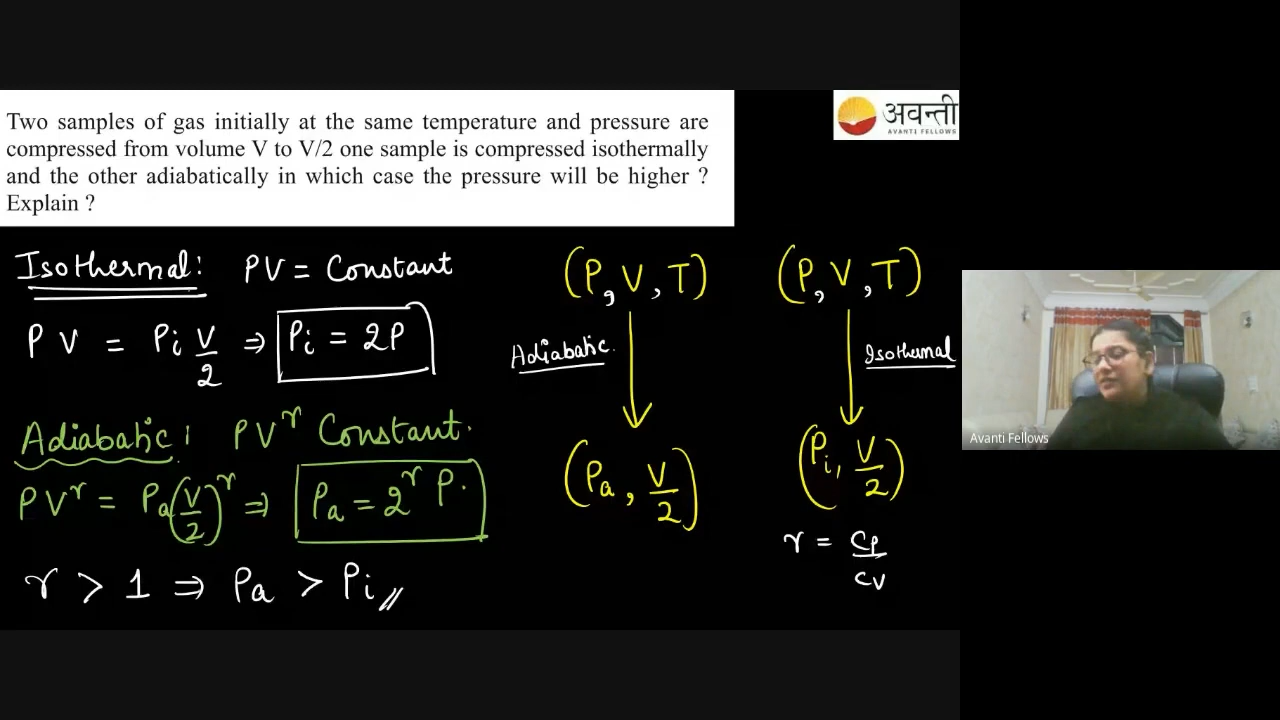 Two samples of gas initially at the same temperature and pressure are
compressed from volume V to V/2 one sample is compressed isothermally
and the other adiabatically in which case the pressure will be higher ?
Explain ?
अवन्ती
AVANTI FELLOWS
Isothermal: PV = Constant
PV = Pi V/2 ⇒ Pi = 2P
Adiabatic: PV^γ Constant.
PV^γ = Pa(V/2)^γ ⇒ Pa = 2^γ P.
γ > 1 ⇒ Pa > Pi //
(P, V, T)
Adiabatic.
(Pa, V/2)
(P, V, T)
Isothermal
(Pi, V/2)
γ = CP/CV
Avanti Fellows